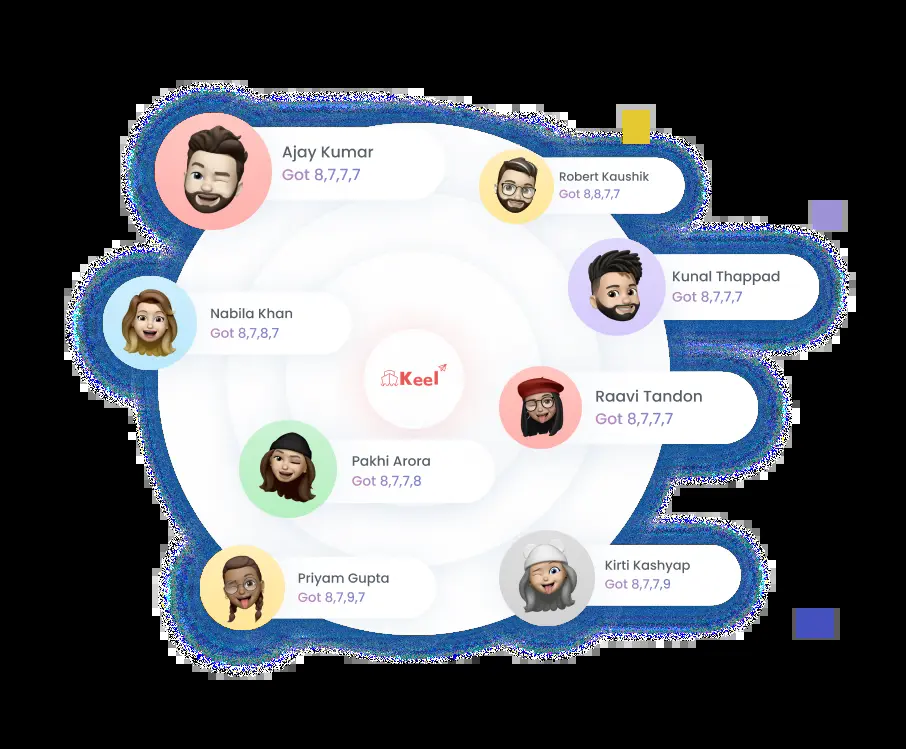 Ajay Kumar
Got 8,7,7,7
Robert Kaushik
Got 8,8,7,7
Kunal Thappad
Got 8,7,7,7
Nabila Khan
Got 8,7,8,7
Keel
Raavi Tandon
Got 8,7,7,7
Pakhi Arora
Got 8,7,7,8
Kirti Kashyap
Got 8,7,7,9
Priyam Gupta
Got 8,7,9,7